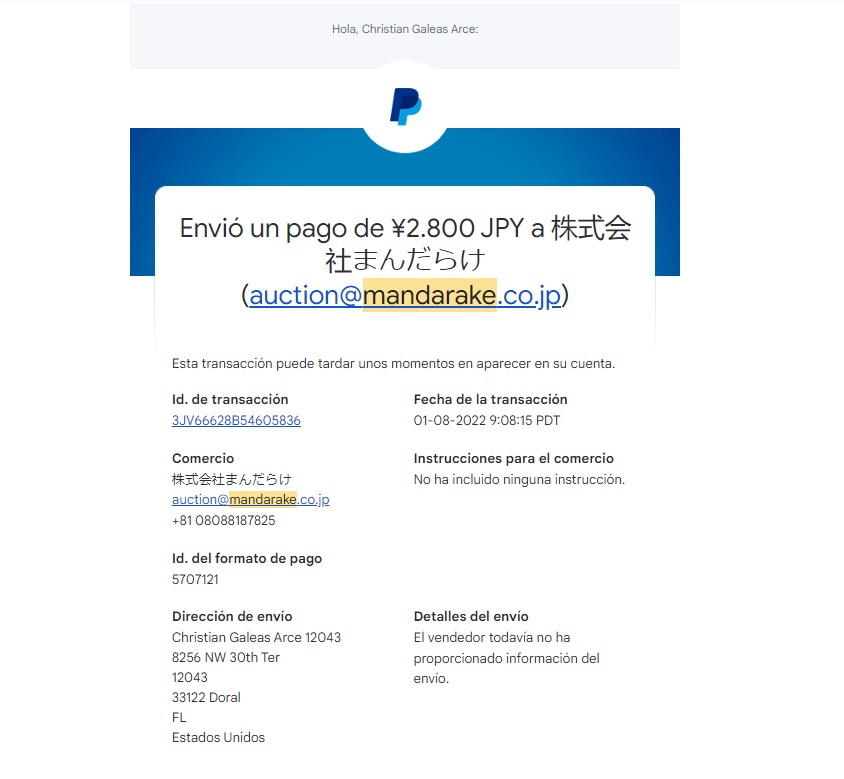 Hola, Christian Galeas Arce:
Envió un pago de ¥2.800 JPY a 株式会
社まんだらけ
(auction@mandarake.co.jp)
Esta transacción puede tardar unos momentos en aparecer en su cuenta.
Id. de transacción
3JV66628B54605836
Fecha de la transacción
01-08-2022 9:08:15 PDT
Comercio
株式会社まんだらけ
auction@mandarake.co.jp
+81 08088187825
Instrucciones para el comercio
No ha incluido ninguna instrucción.
Id. del formato de pago
5707121
Dirección de envío
Christian Galeas Arce 12043
8256 NW 30th Ter
12043
33122 Doral
FL
Estados Unidos
Detalles del envío
El vendedor todavía no ha
proporcionado información del
envío.